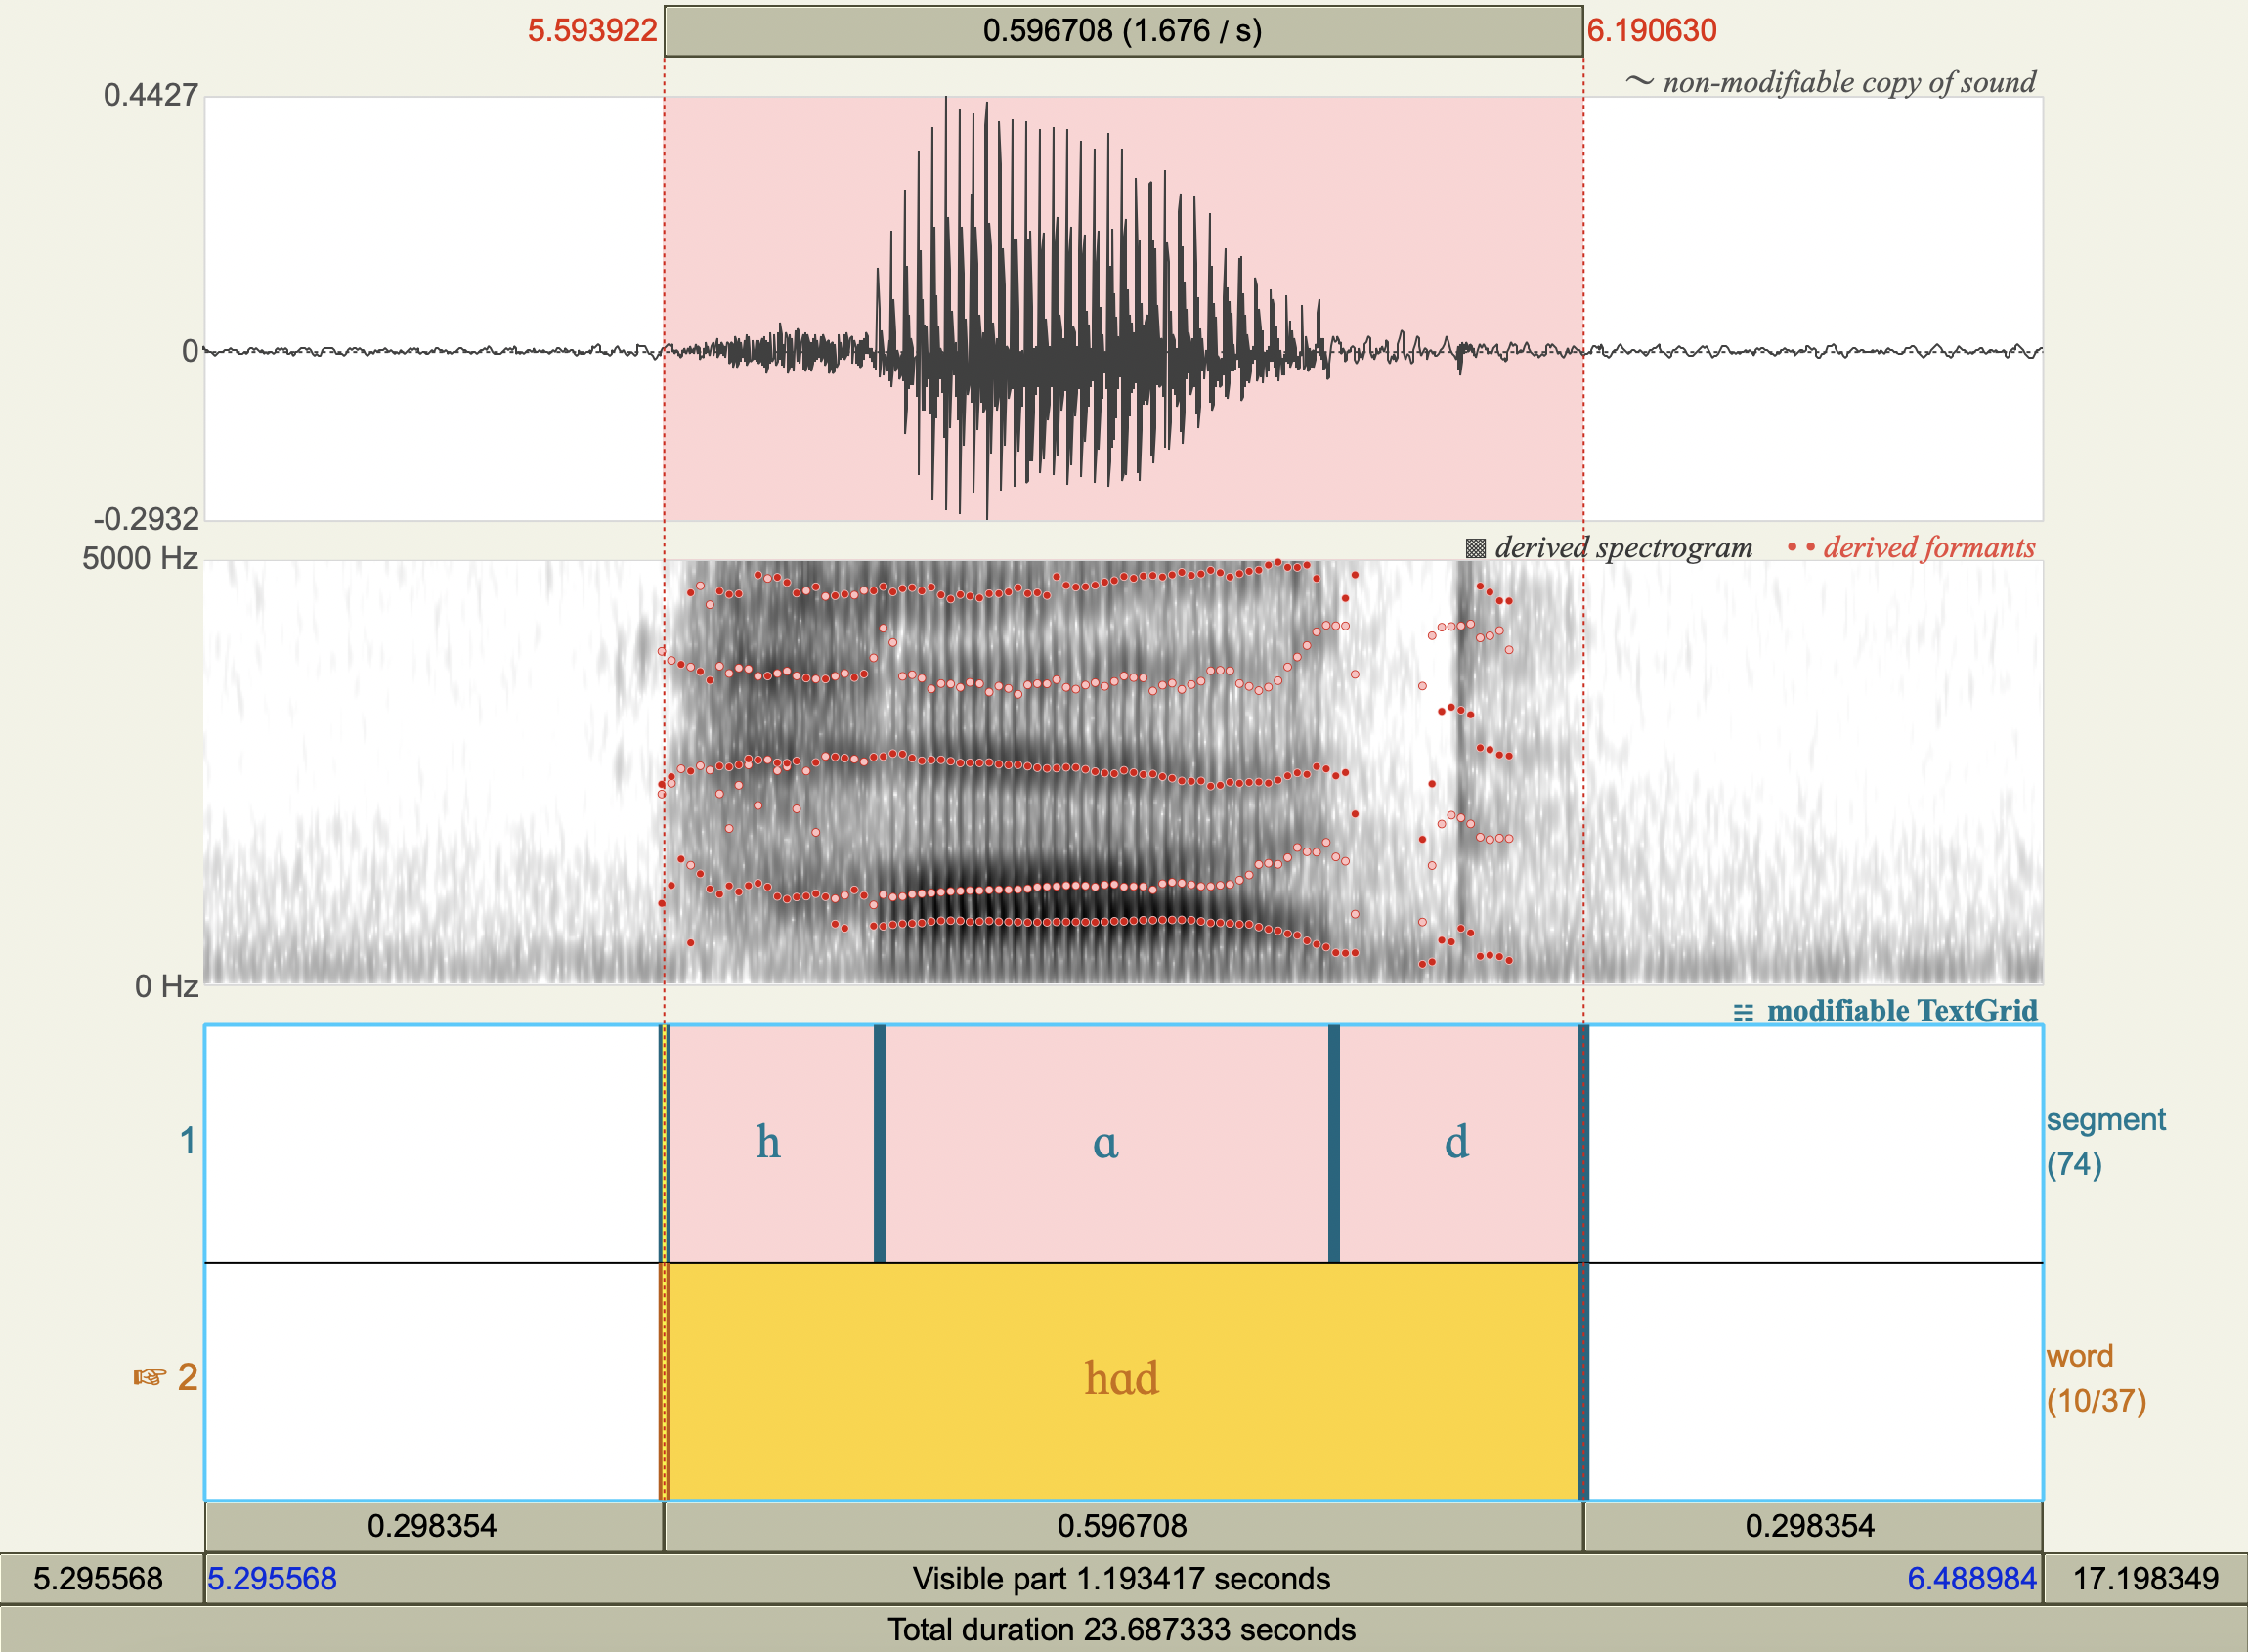 5.593922 0.596708 (1.676 / s) 6.190630
0.4427 ～ non-modifiable copy of sound
0
-0.2932
5000 Hz derived spectrogram •• derived formants
0 Hz
modifiable TextGrid
1 h ɑ d segment
(74)
☞ 2 hɑd word
(10/37)
0.298354 0.596708 0.298354
5.295568 5.295568 Visible part 1.193417 seconds 6.488984 17.198349
Total duration 23.687333 seconds